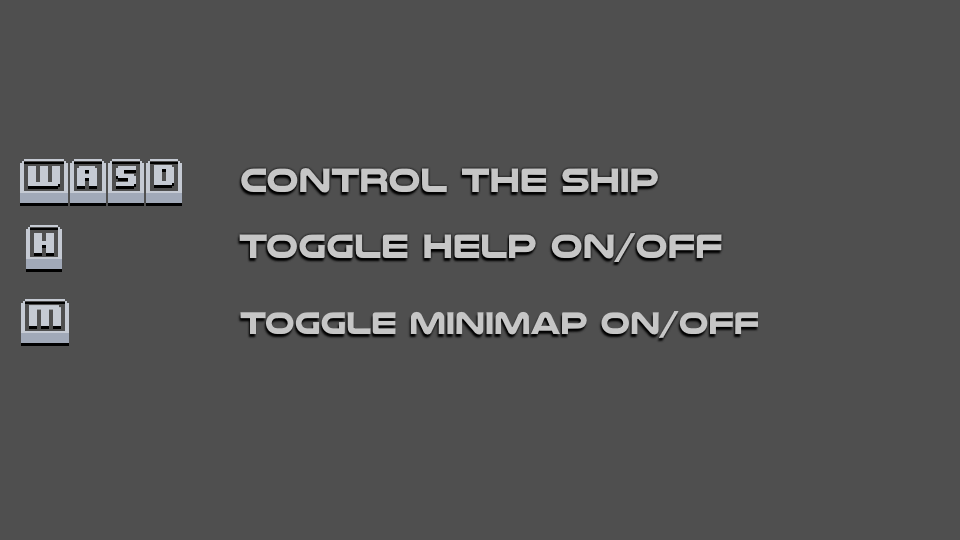 WASD CONTROL THE SHIP
H TOGGLE HELP ON/OFF
M TOGGLE MINIMAP ON/OFF